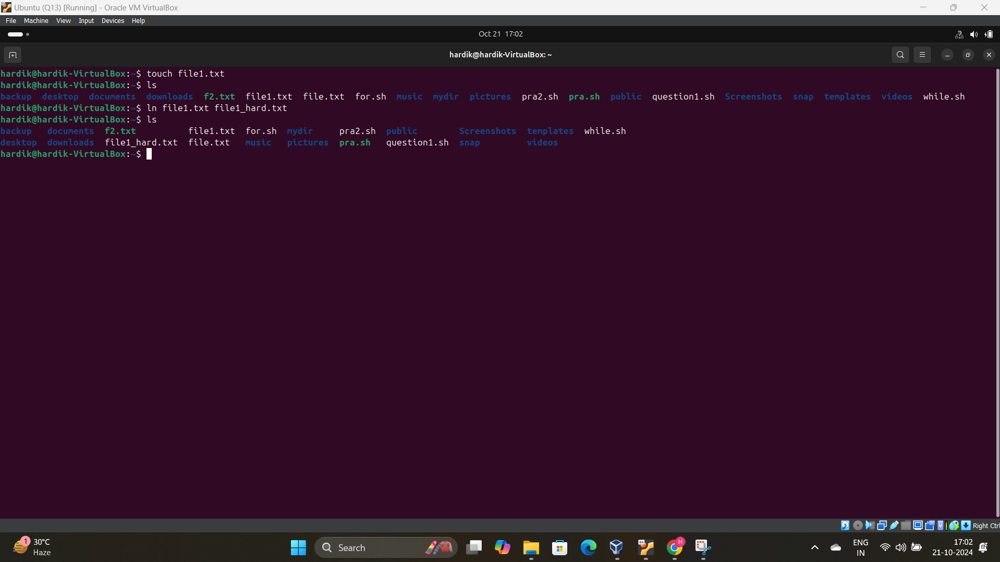 Ubuntu (Q13) [Running] - Oracle VM VirtualBox
File Machine View Input Devices Help
Oct 21 17:02
hardik@hardik-VirtualBox: ~
hardik@hardik-VirtualBox:~$ touch file1.txt
hardik@hardik-VirtualBox:~$ ls
backup desktop documents downloads f2.txt file1.txt file.txt for.sh music mydir pictures pra2.sh pra.sh public question1.sh Screenshots snap templates videos while.sh
hardik@hardik-VirtualBox:~$ ln file1.txt file1_hard.txt
hardik@hardik-VirtualBox:~$ ls
backup documents f2.txt file1.txt for.sh mydir pra2.sh public Screenshots templates while.sh
desktop downloads file1_hard.txt file.txt music pictures pra.sh question1.sh snap videos
hardik@hardik-VirtualBox:~$
Right Ctrl
1 30°C
Haze
Search
64
H
ENG
IN
17:02
21-10-2024